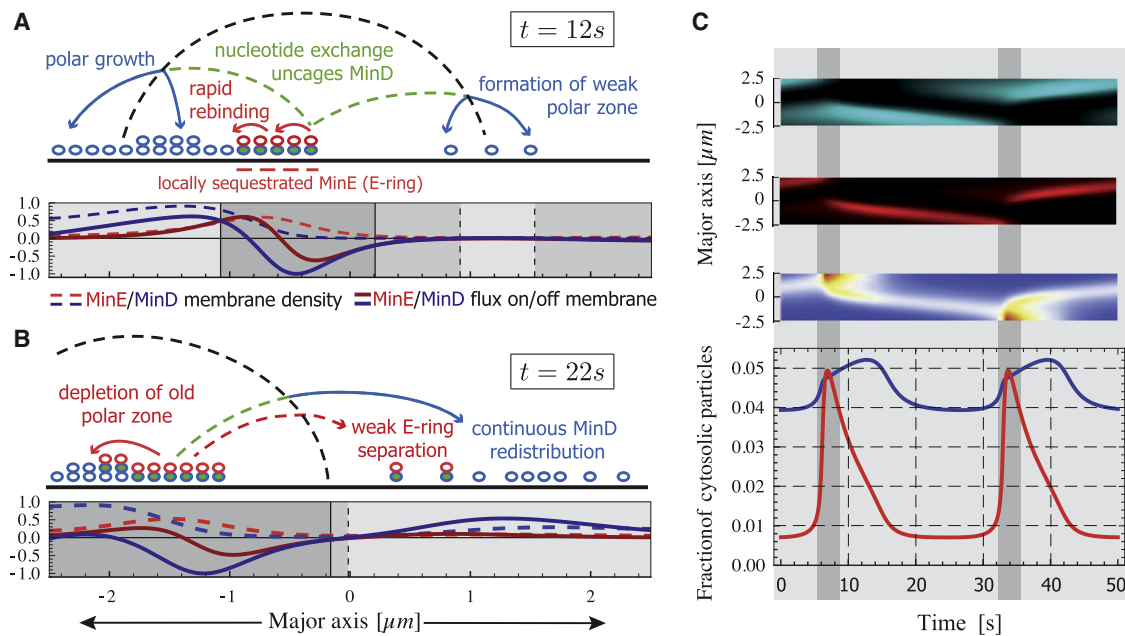 A
t = 12s
polar growth
nucleotide exchange
uncages MinD
rapid
rebinding
formation of weak
polar zone
locally sequestrated MinE (E-ring)
1.0
0.5
0.0
-0.5
-1.0
MinE/MinD membrane density
MinE/MinD flux on/off membrane
B
t = 22s
depletion of old
polar zone
weak E-ring
separation
continuous MinD
redistribution
1.0
0.5
0.0
-0.5
-1.0
-2 -1 0 1 2
Major axis [µm]
C
Major axis [µm]
2.5
0
-2.5
2.5
0
-2.5
2.5
0
-2.5
Fractionof cytosolic particles
0.05
0.04
0.03
0.02
0.01
0 10 20 30 40 50
Time [s]